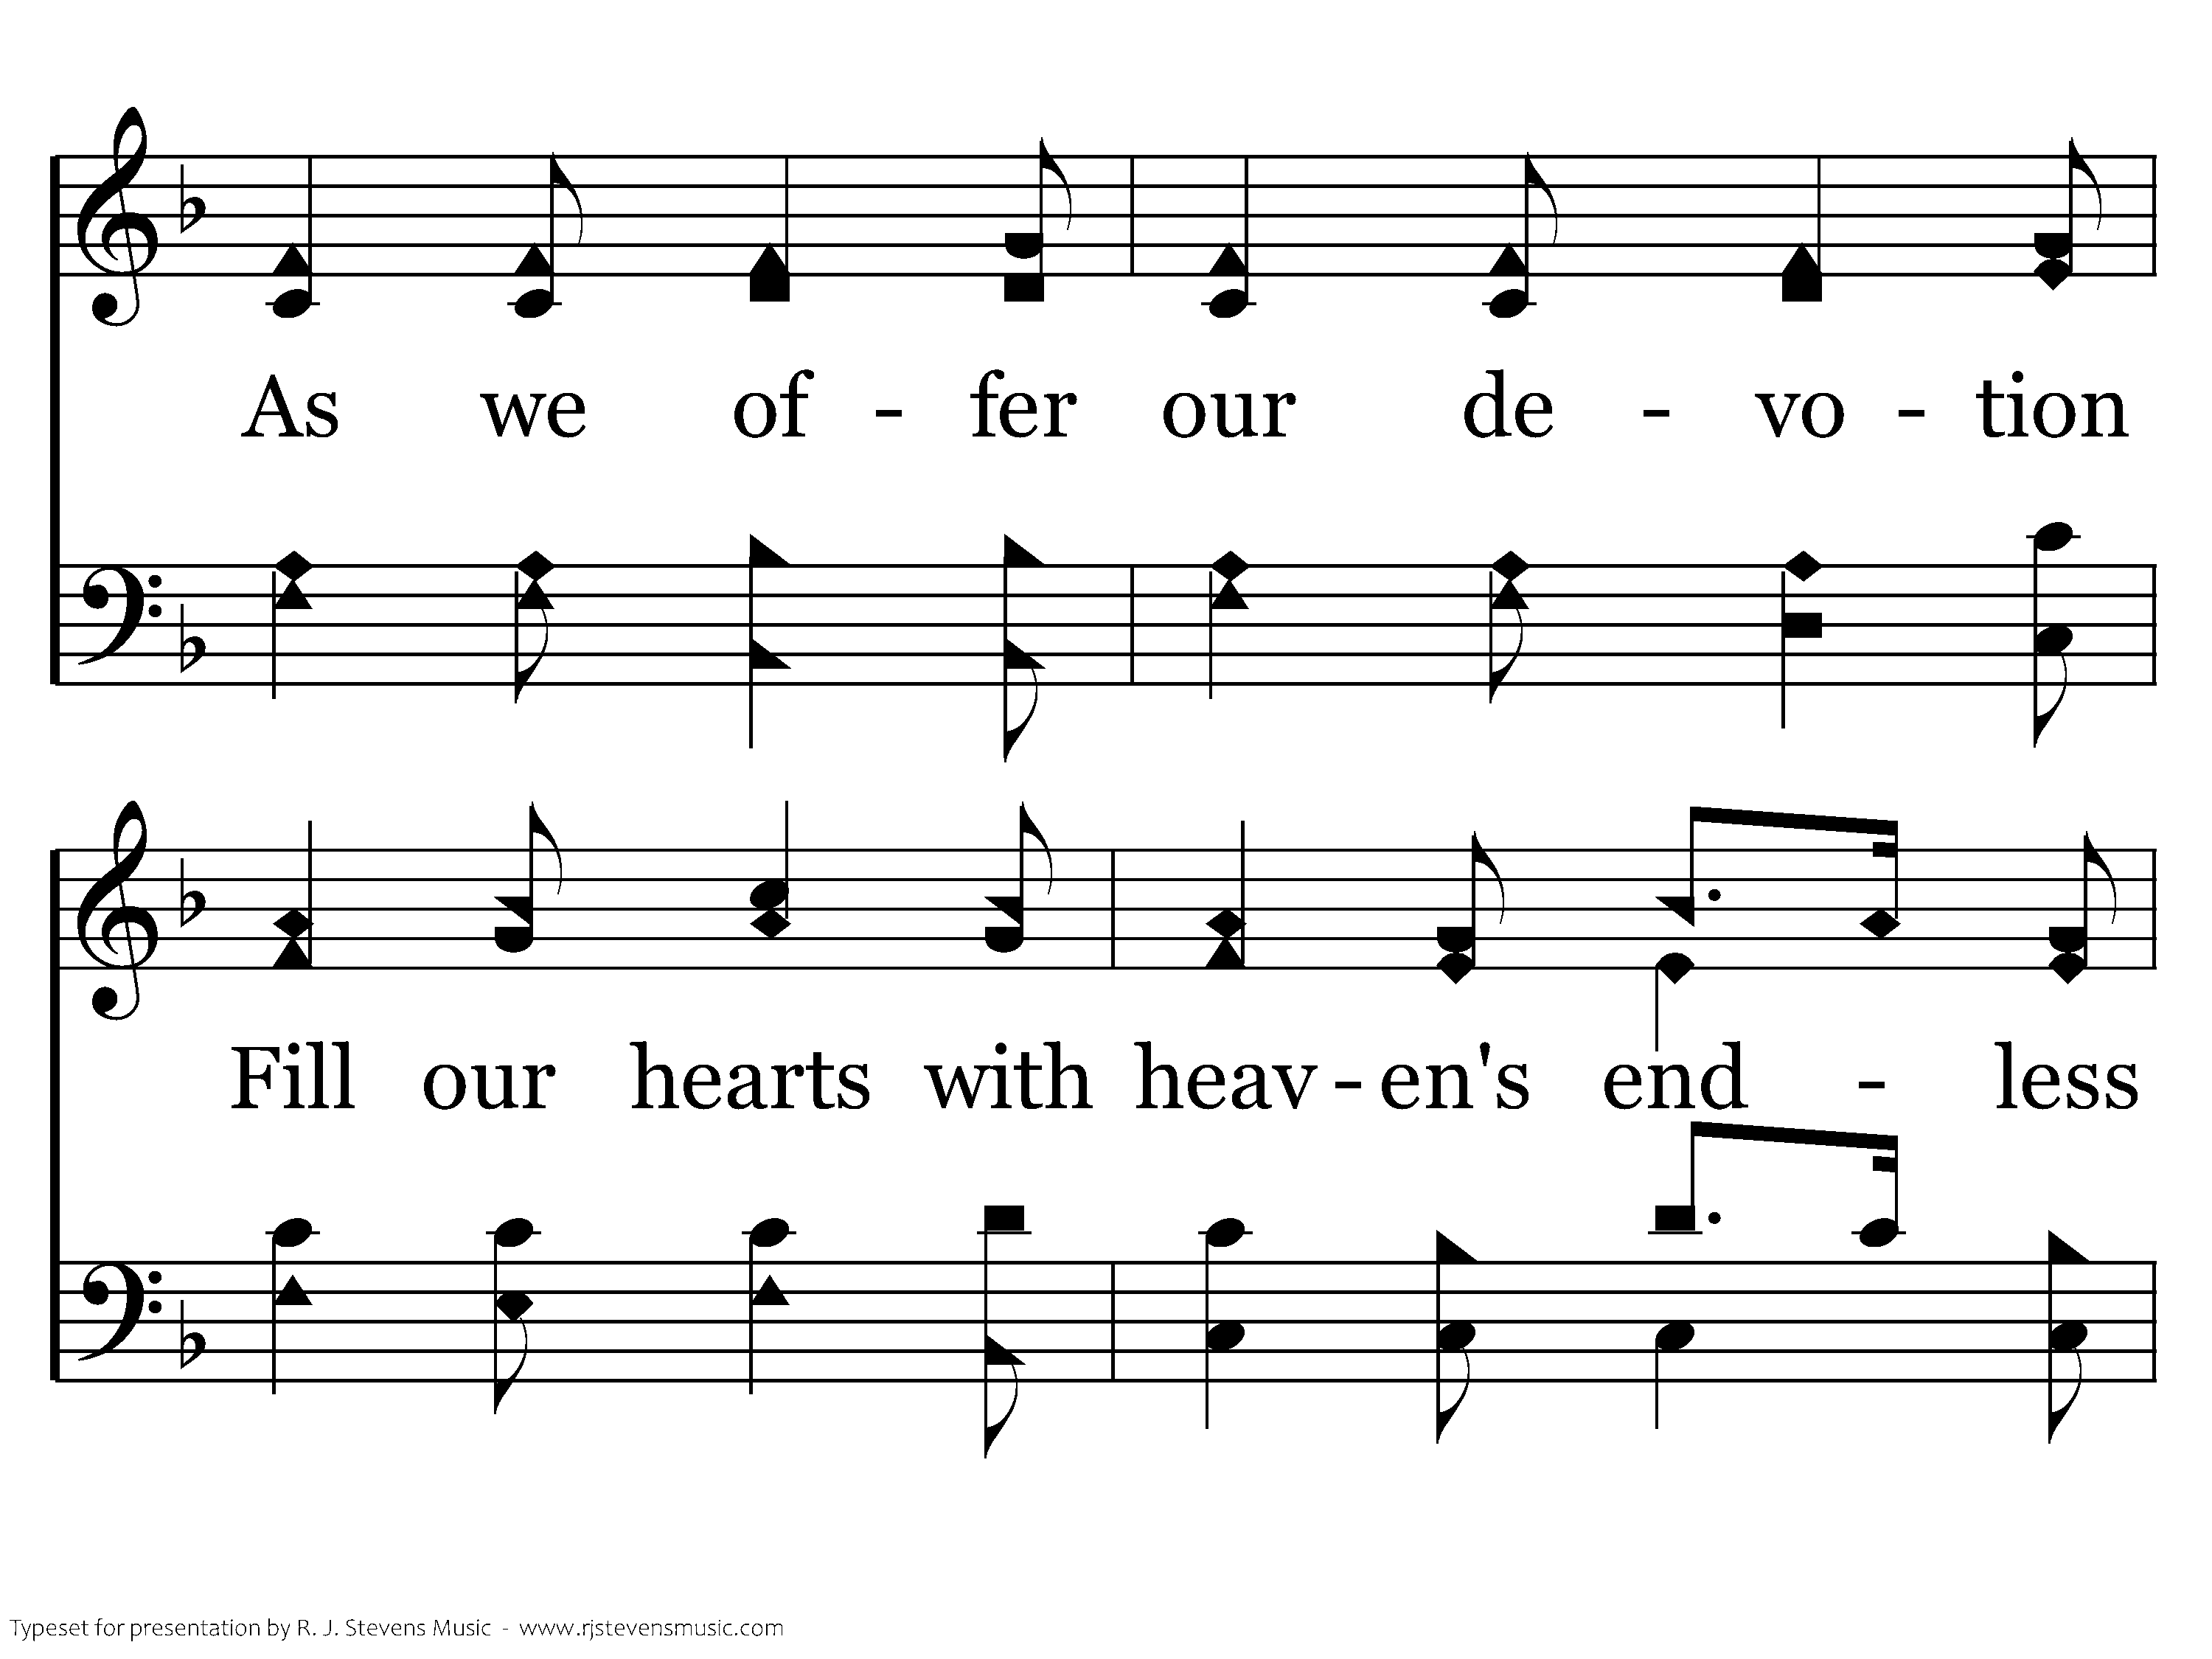 As we of - fer our de - vo - tion
Fill our hearts with heav - en's end - less
Typeset for presentation by R. J. Stevens Music - www.rjstevensmusic.com